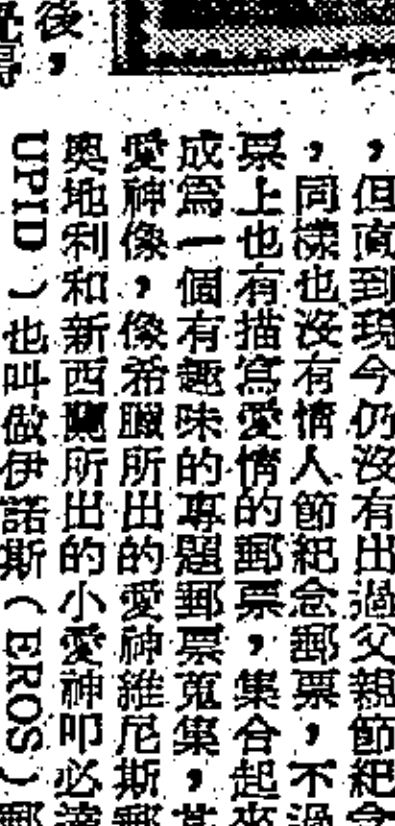 ，但直到現今仍沒有出過父親節紀念
，同樣也沒有情人節紀念郵票，不過
票上也有描寫愛情的郵票，集合起來
成爲一個有趣味的專題郵票蒐集，當
愛神像，像希臘所出的愛神維尼斯郵
奧地利和新西蘭所出的小愛神叩必達
UPID）也叫做伊諾斯（EROS）郵
後，
覺得